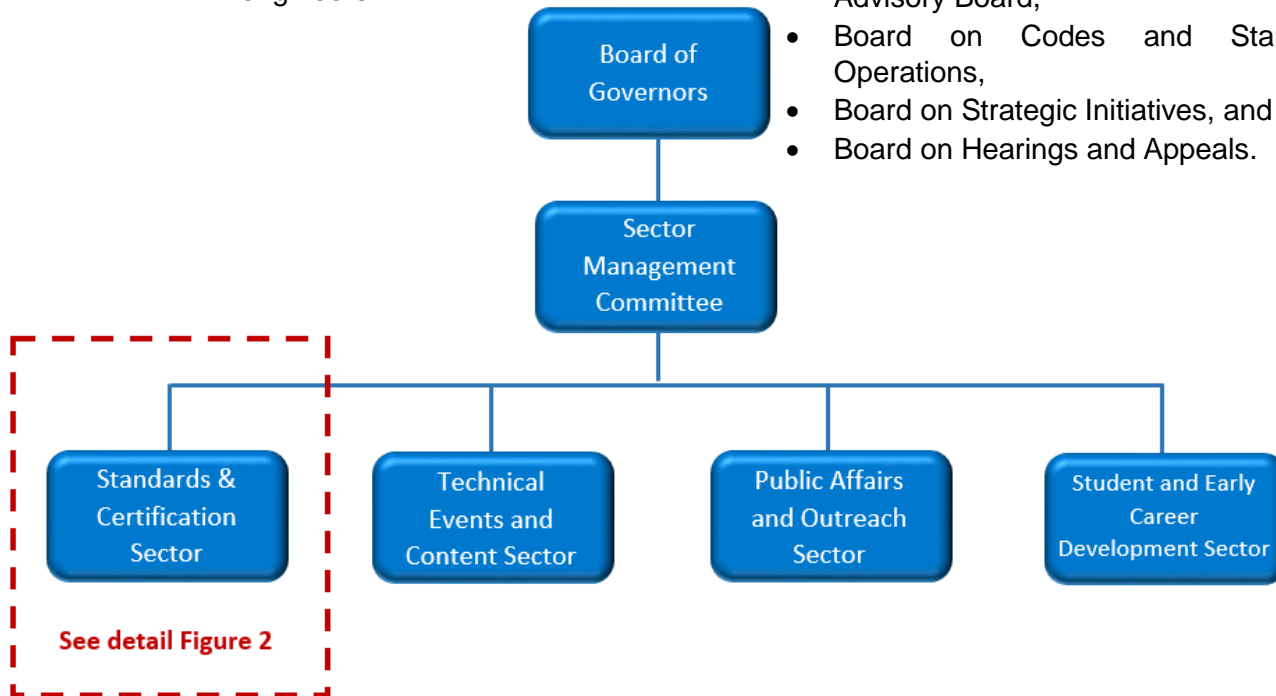 Advisory Board,
• Board on Codes and
Operations,
• Board on Strategic Initiatives, and
• Board on Hearings and Appeals.
Board of
Governors
Sector
Management
Committee
Standards &
Certification
Sector
Technical
Events and
Content Sector
Public Affairs
and Outreach
Sector
Student and Early
Career
Development Sector
See detail Figure 2